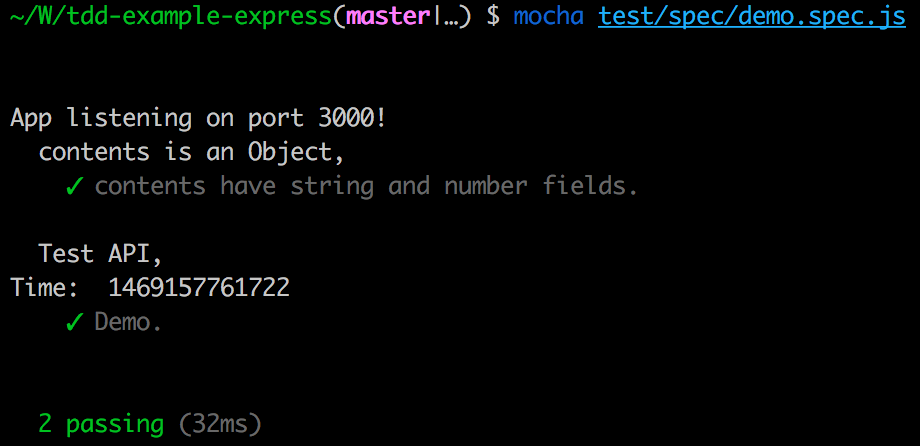 ~/W/tdd-example-express(master|…) $ mocha test/spec/demo.spec.js
App listening on port 3000!
contents is an Object,
✓ contents have string and number fields.
Test API,
Time:  1469157761722
✓ Demo.
2 passing (32ms)